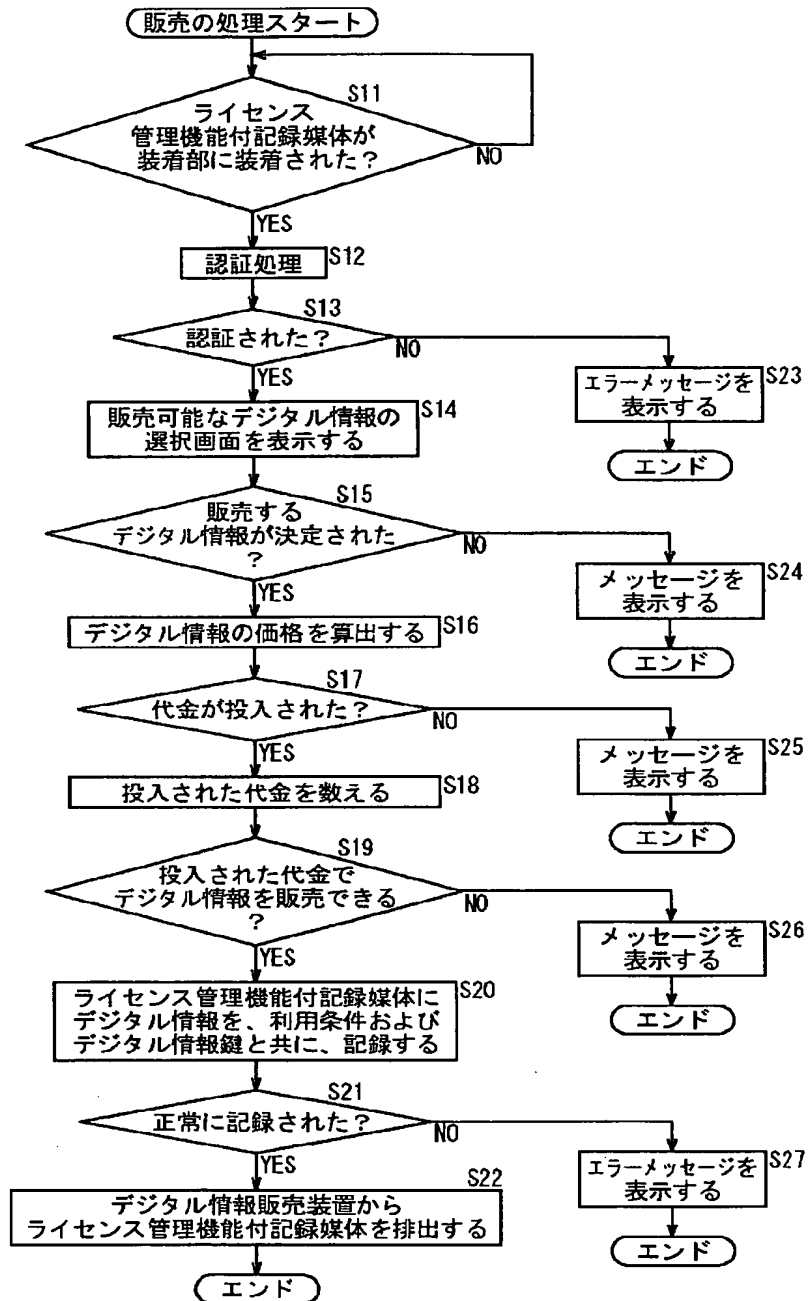 販売の処理スタート
S11
ライセンス
管理機能付記録媒体が
装着部に装着された?
NO
YES
認証処理
S12
S13
認証された?
NO
YES
エラーメッセージを
表示する
S23
エンド
販売可能なデジタル情報の
選択画面を表示する
S14
S15
販売する
デジタル情報が決定された
?
NO
YES
メッセージを
表示する
S24
エンド
デジタル情報の価格を算出する
S16
S17
代金が投入された?
NO
YES
メッセージを
表示する
S25
エンド
投入された代金を数える
S18
S19
投入された代金で
デジタル情報を販売できる
?
NO
YES
メッセージを
表示する
S26
エンド
ライセンス管理機能付記録媒体に
デジタル情報を、利用条件および
デジタル情報鍵と共に、記録する
S20
S21
正常に記録された?
NO
YES
エラーメッセージを
表示する
S27
エンド
S22
デジタル情報販売装置から
ライセンス管理機能付記録媒体を排出する
エンド